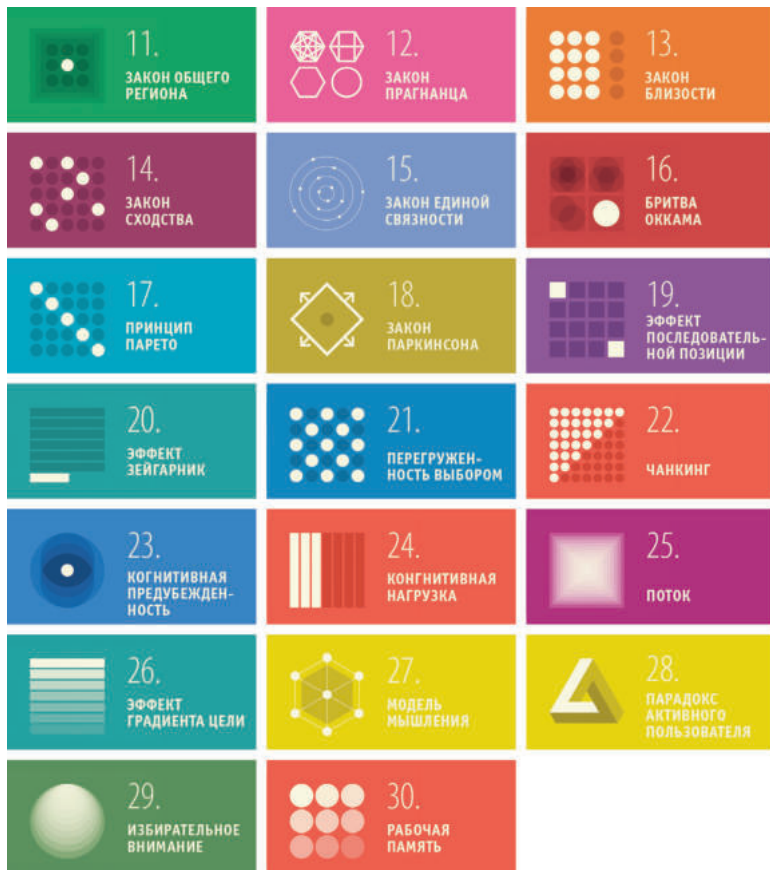 11.
ЗАКОН ОБЩЕГО
РЕГИОНА
12.
ЗАКОН
ПРАГНАНЦА
13.
ЗАКОН
БЛИЗОСТИ
14.
ЗАКОН
СХОДСТВА
15.
ЗАКОН ЕДИНОЙ
СВЯЗНОСТИ
16.
БРИТВА
ОККАМА
17.
ПРИНЦИП
ПАРЕТО
18.
ЗАКОН
ПАРКИНСОНА
19.
ЭФФЕКТ
ПОСЛЕДОВАТЕЛЬ-
НОЙ ПОЗИЦИИ
20.
ЭФФЕКТ
ЗЕЙГАРНИК
21.
ПЕРЕГРУЖЕН-
НОСТЬ ВЫБОРОМ
22.
ЧАНКИНГ
23.
КОГНИТИВНАЯ
ПРЕДУБЕЖДЕН-
НОСТЬ
24.
КОНГНИТИВНАЯ
НАГРУЗКА
25.
ПОТОК
26.
ЭФФЕКТ
ГРАДИЕНТА ЦЕЛИ
27.
МОДЕЛЬ
МЫШЛЕНИЯ
28.
ПАРАДОКС
АКТИВНОГО
ПОЛЬЗОВАТЕЛЯ
29.
ИЗБИРАТЕЛЬНОЕ
ВНИМАНИЕ
30.
РАБОЧАЯ
ПАМЯТЬ